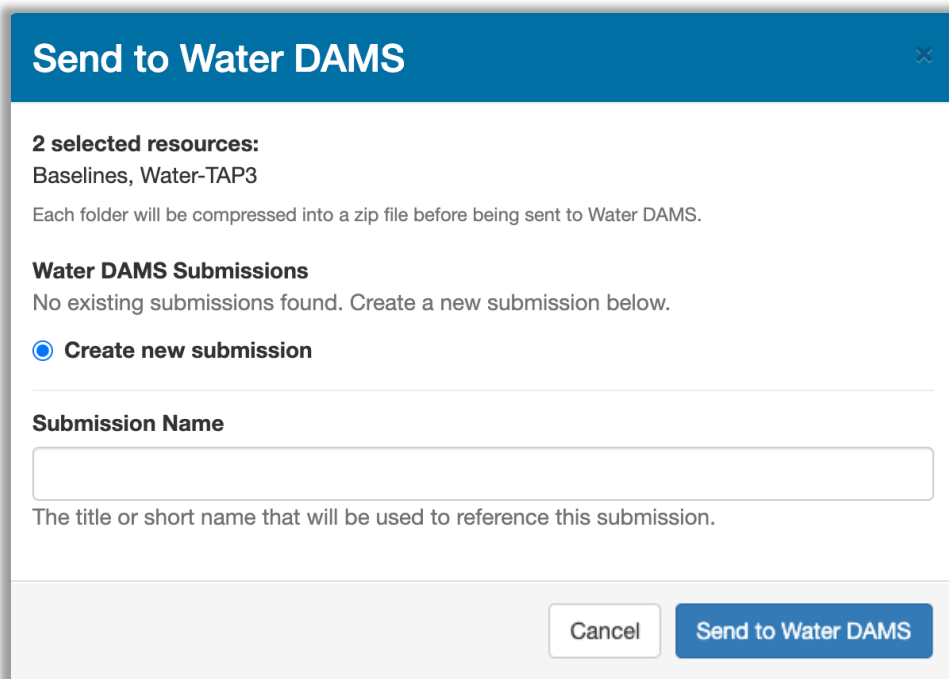 Send to Water DAMS
×
2 selected resources:
Baselines, Water-TAP3
Each folder will be compressed into a zip file before being sent to Water DAMS.
Water DAMS Submissions
No existing submissions found. Create a new submission below.
Create new submission
Submission Name
The title or short name that will be used to reference this submission.
Cancel
Send to Water DAMS